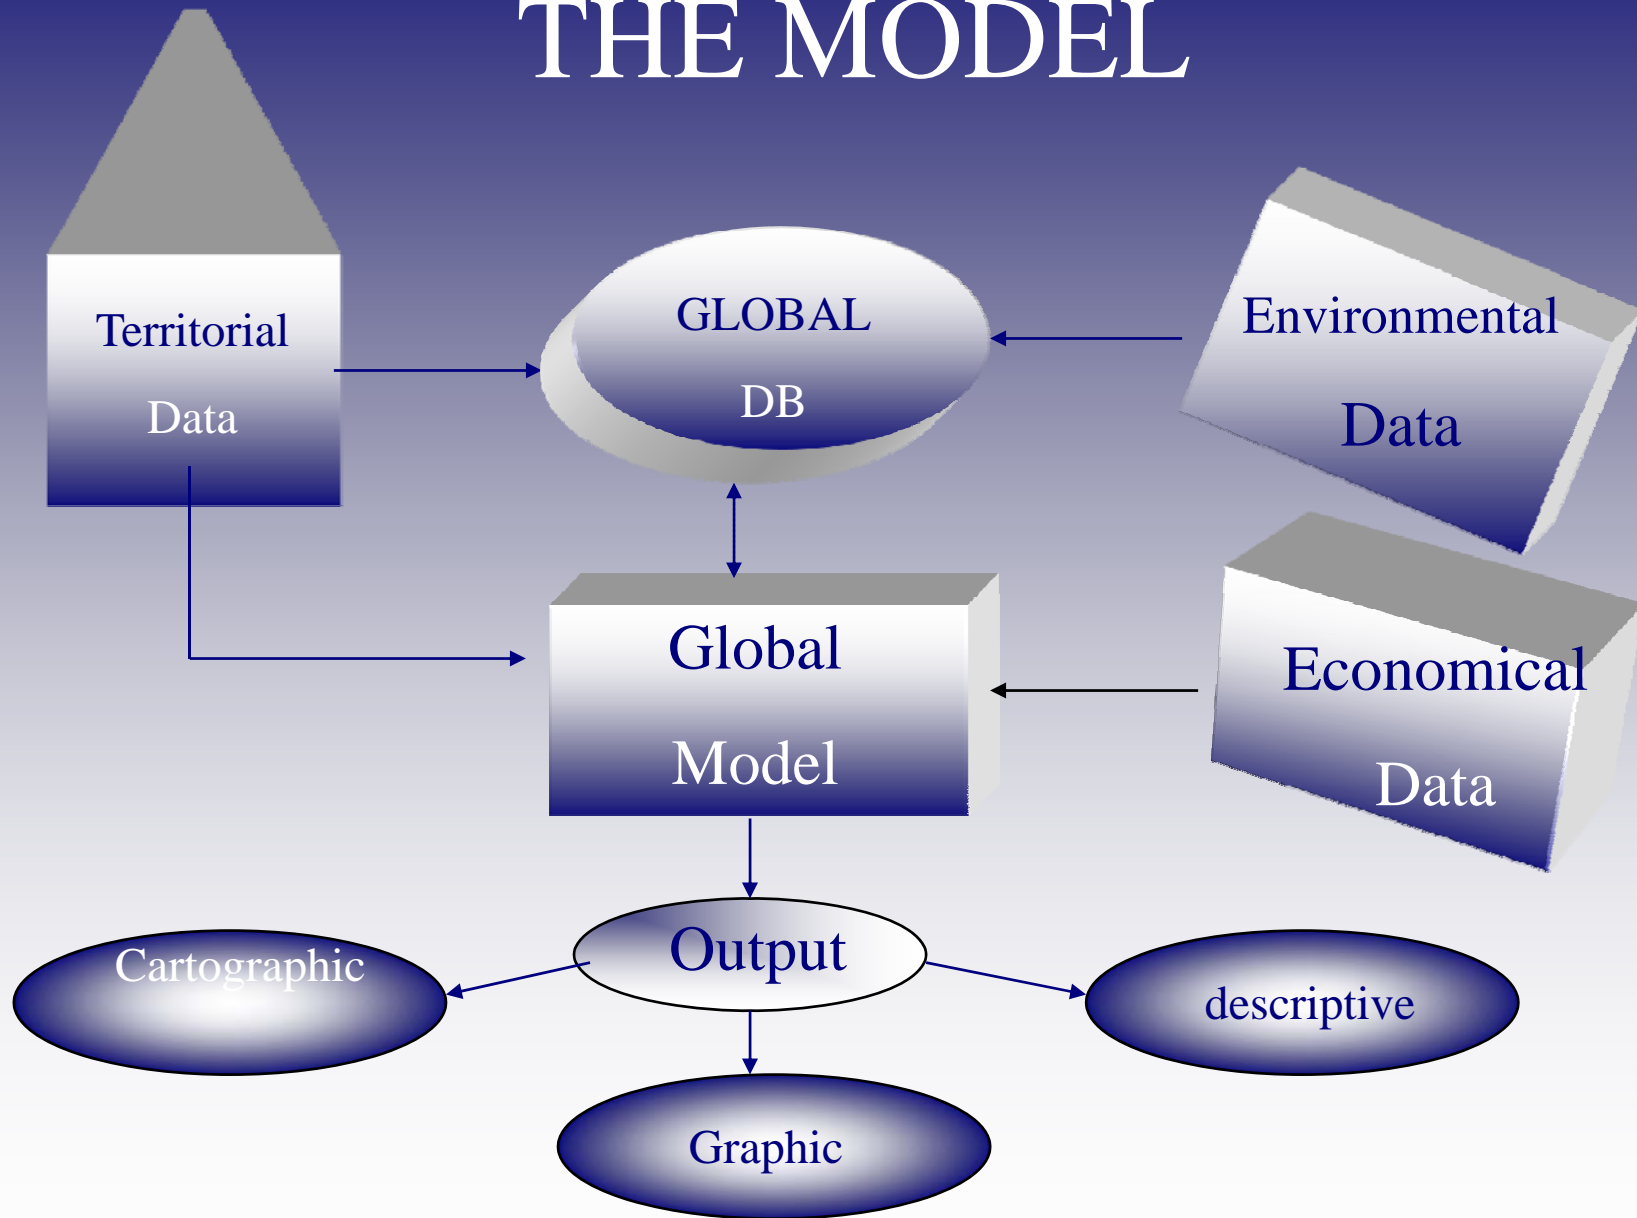 THE MODEL
Territorial
Data
GLOBAL
DB
Environmental
Data
Global
Model
Economical
Data
Output
Cartographic
descriptive
Graphic